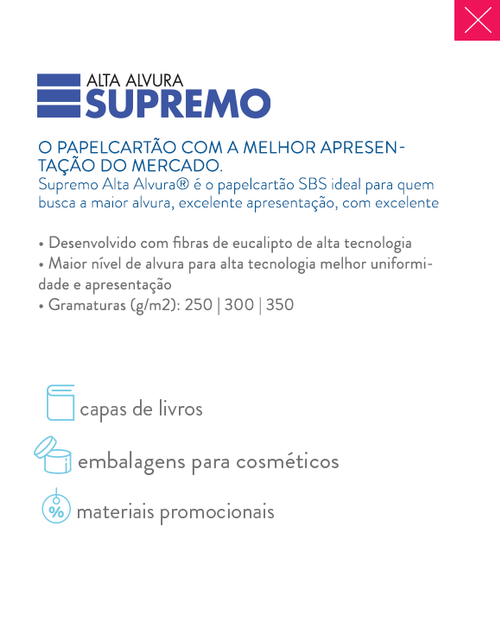 ALTA ALVURA
SUPREMO
O PAPELCARTÃO COM A MELHOR APRESEN-
TAÇÃO DO MERCADO.
Supremo Alta Alvura® é o papelcartão SBS ideal para quem
busca a maior alvura, excelente apresentação, com excelente
• Desenvolvido com fibras de eucalipto de alta tecnologia
• Maior nível de alvura para alta tecnologia melhor uniformi-
dade e apresentação
• Gramaturas (g/m2): 250 | 300 | 350
capas de livros
embalagens para cosméticos
%
materiais promocionais